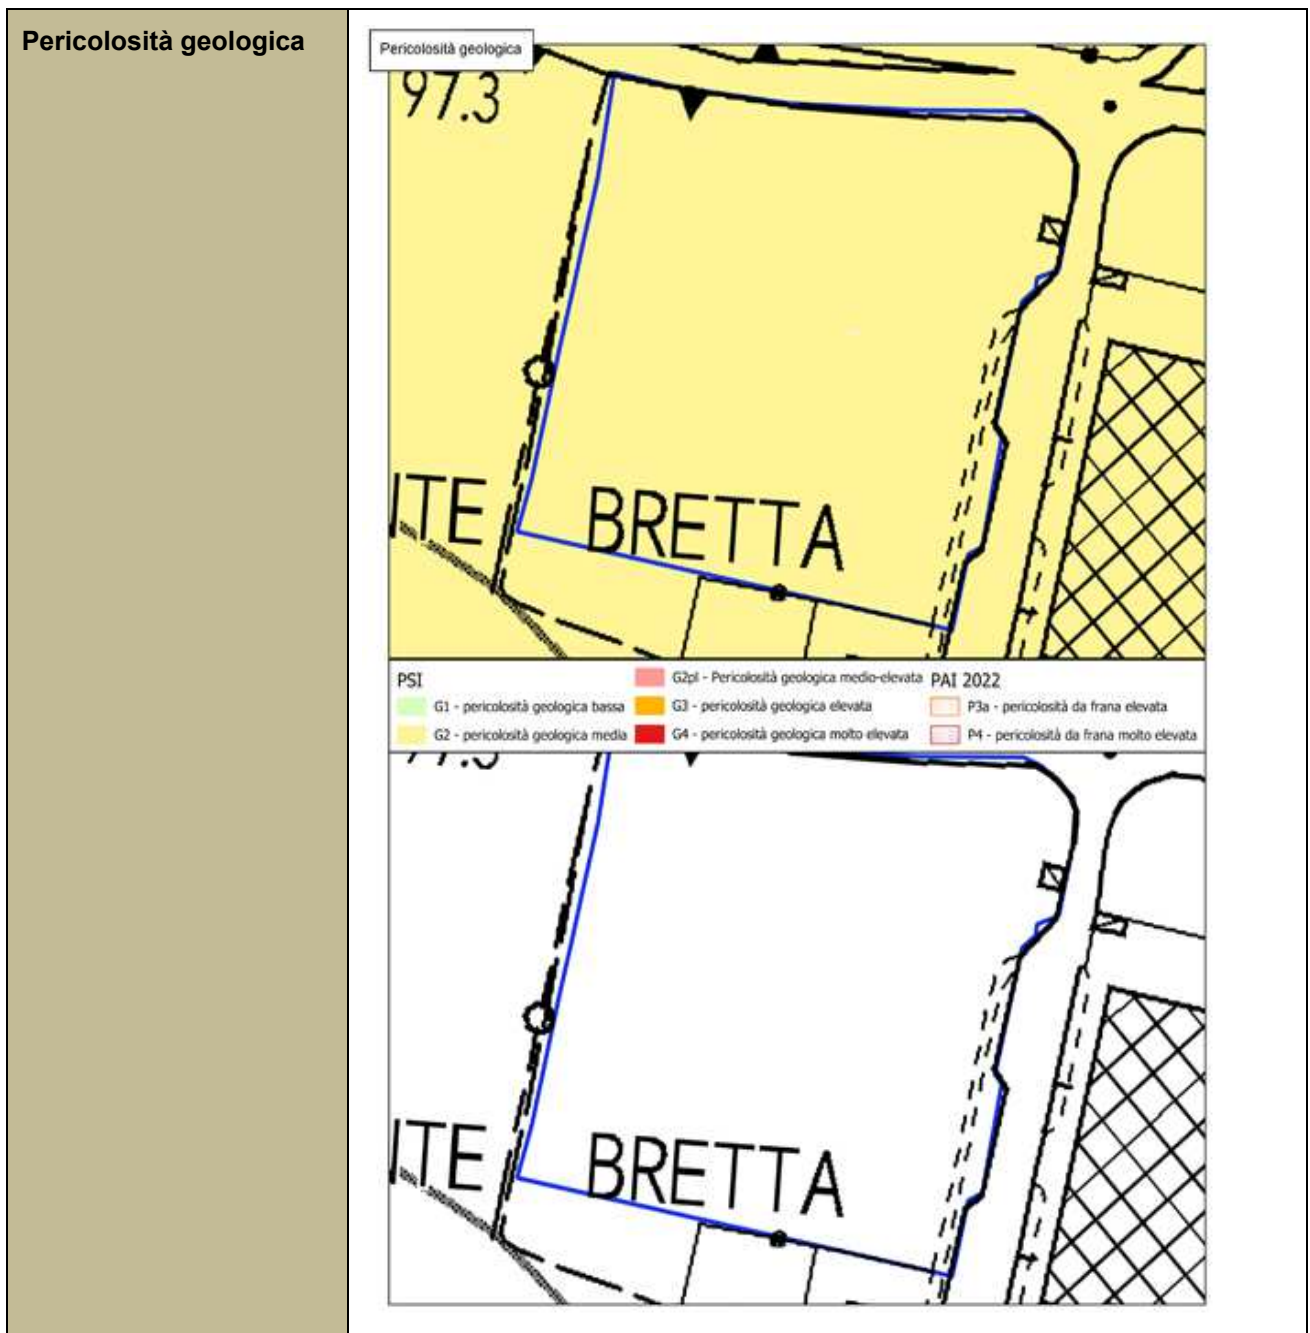 Pericolosità geologica
Pericolosità geologica
97.3
ITE BRETTA
PSI
G1 - pericolosità geologica bassa
G2 - pericolosità geologica media
G2pl - Pericolosità geologica medio-elevata
G3 - pericolosità geologica elevata
G4 - pericolosità geologica molto elevata
PAI 2022
P3a - pericolosità da frana elevata
P4 - pericolosità da frana molto elevata
ITE BRETTA